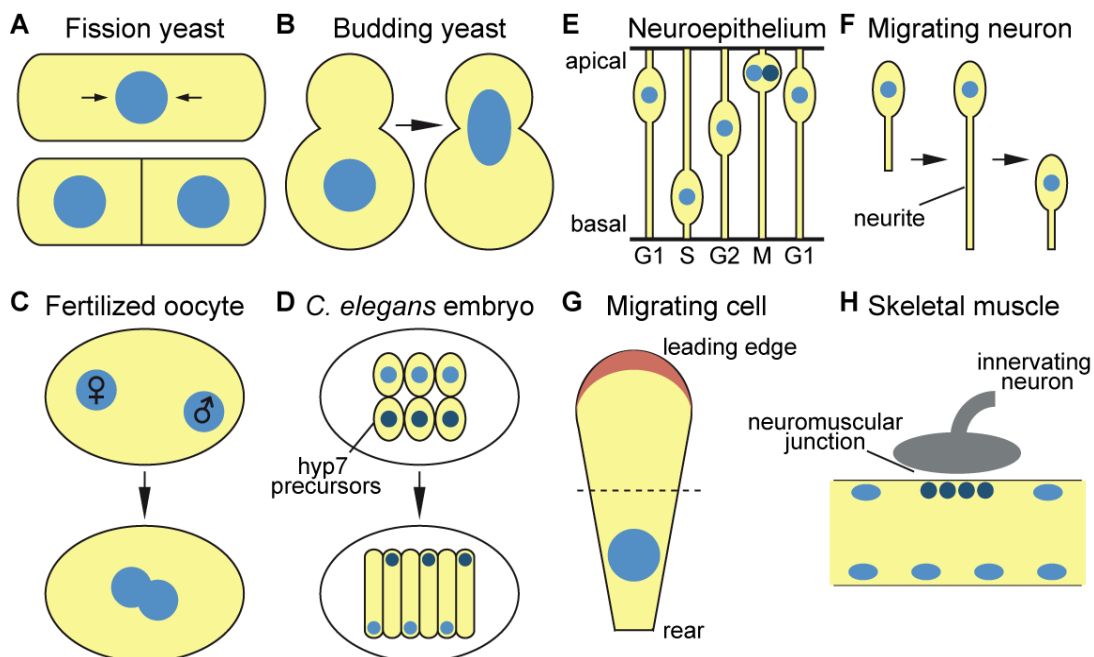 A Fission yeast
B Budding yeast
E Neuroepithelium
apical
basal
G1 S G2 M G1
F Migrating neuron
neurite
C Fertilized oocyte
♀
♂
D C. elegans embryo
hyp7
precursors
G Migrating cell
leading edge
rear
H Skeletal muscle
innervating
neuron
neuromuscular
junction